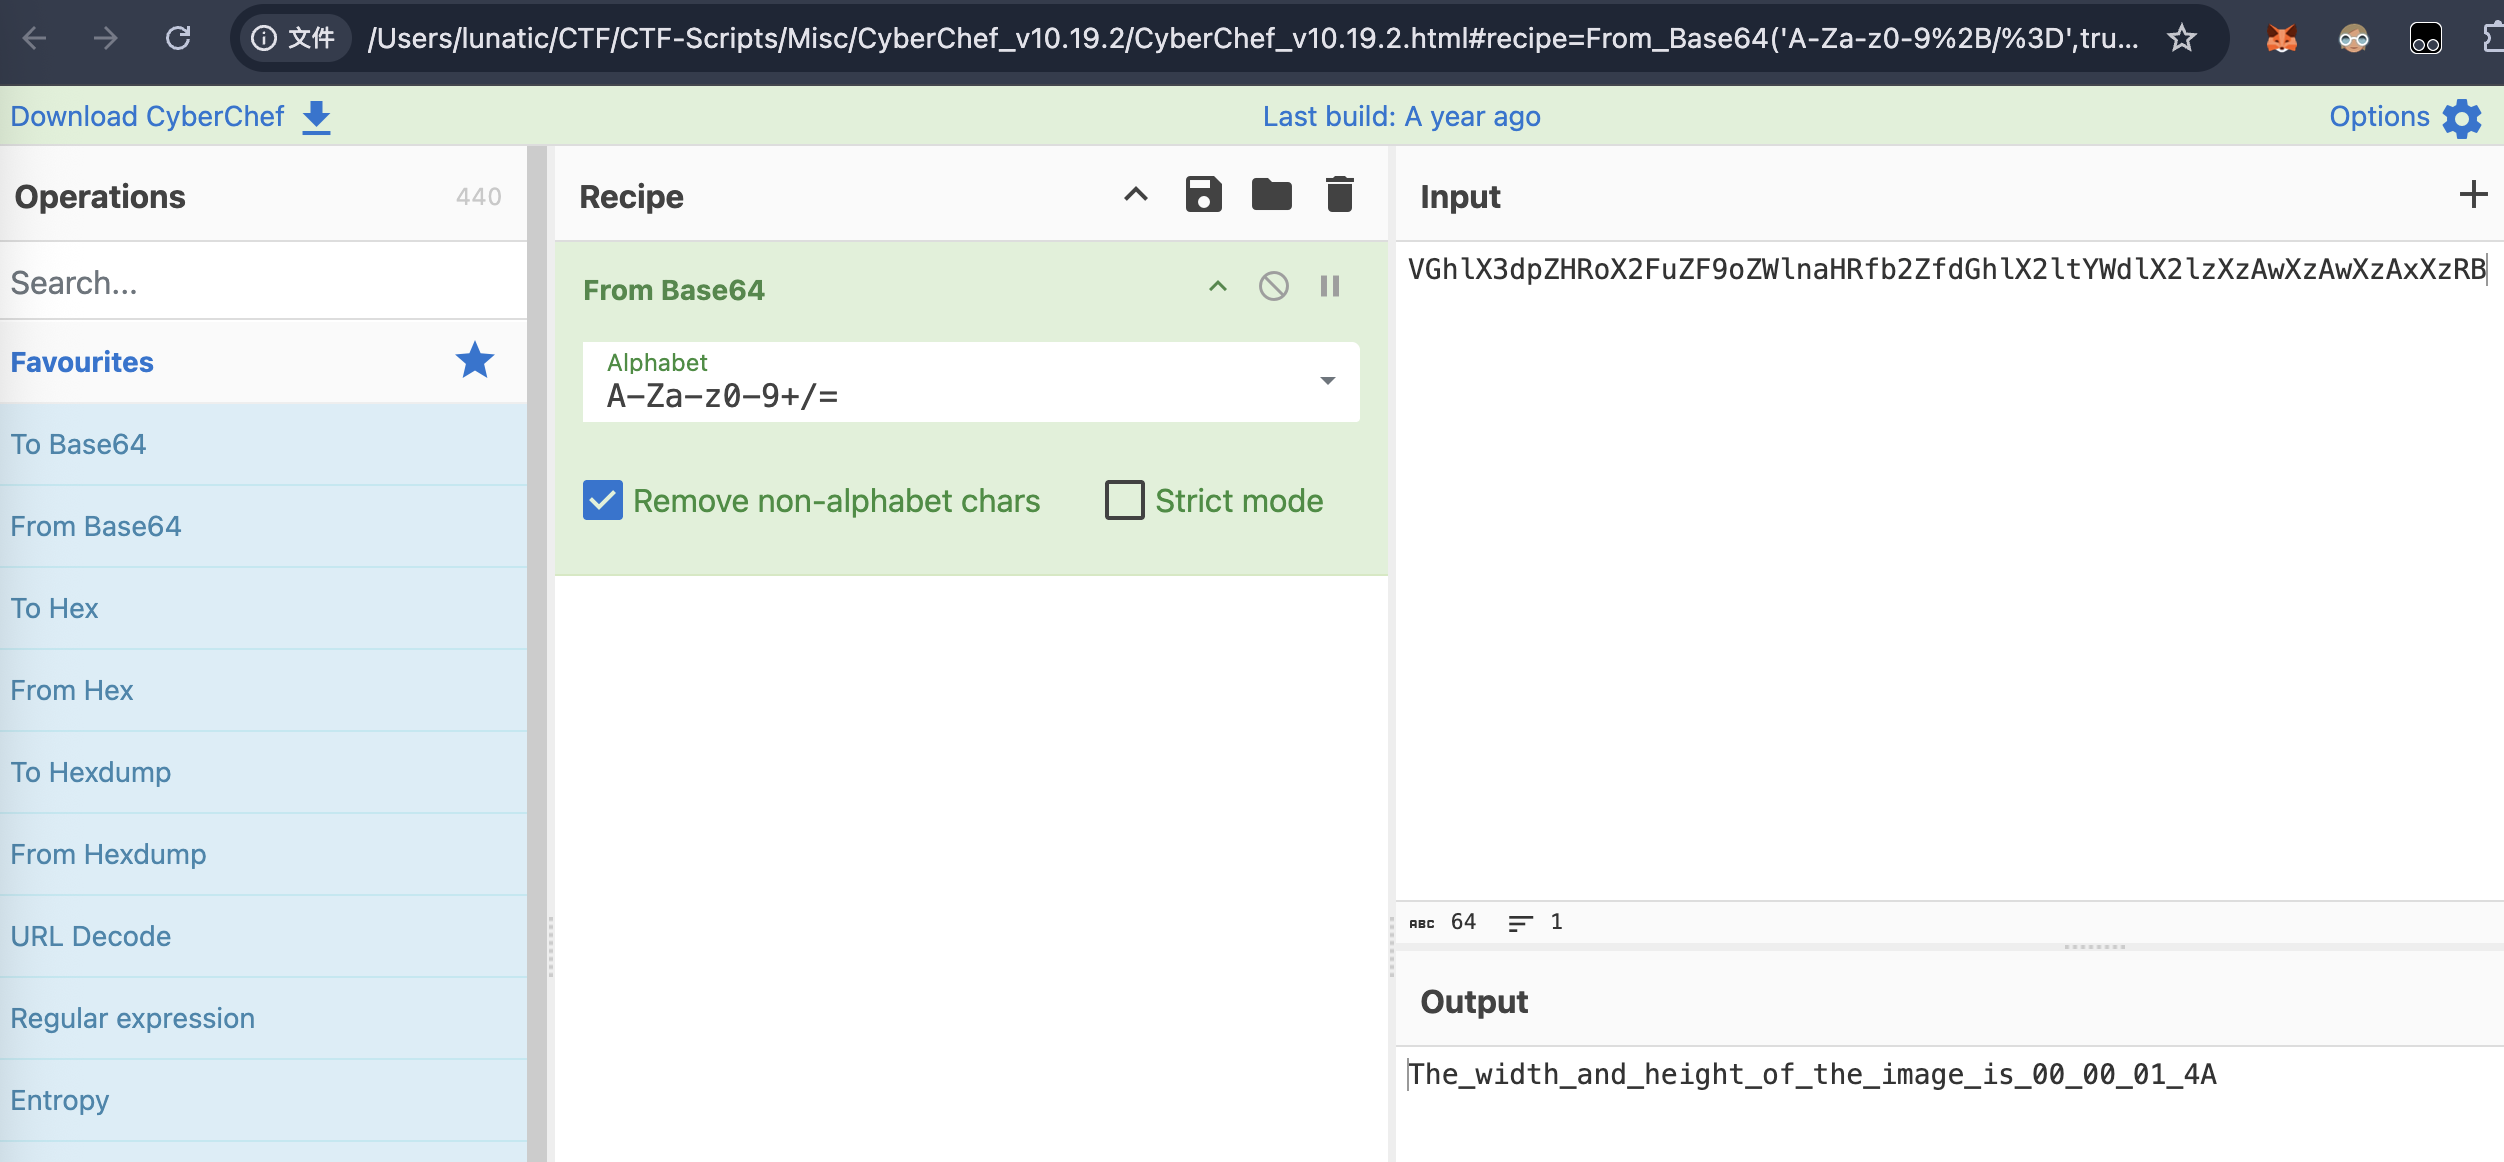 文件 /Users/lunatic/CTF/CTF-Scripts/Misc/CyberChef_v10.19.2/CyberChef_v10.19.2.html#recipe=From_Base64('A-Za-z0-9%2B/%3D',tru...
Download CyberChef
Last build: A year ago
Options
Operations
440
Search...
Favourites
To Base64
From Base64
To Hex
From Hex
To Hexdump
From Hexdump
URL Decode
Regular expression
Entropy
Recipe
From Base64
Alphabet
A-Za-z0-9+/=
Remove non-alphabet chars
Strict mode
Input
VGhlX3dpZHRoX2FuZF9oZWlnaHRfb2ZfdGhlX2ltYWdlX2lzXzAwXzAwXzAxXzRB
ABC 64 1
Output
The_width_and_height_of_the_image_is_00_00_01_4A